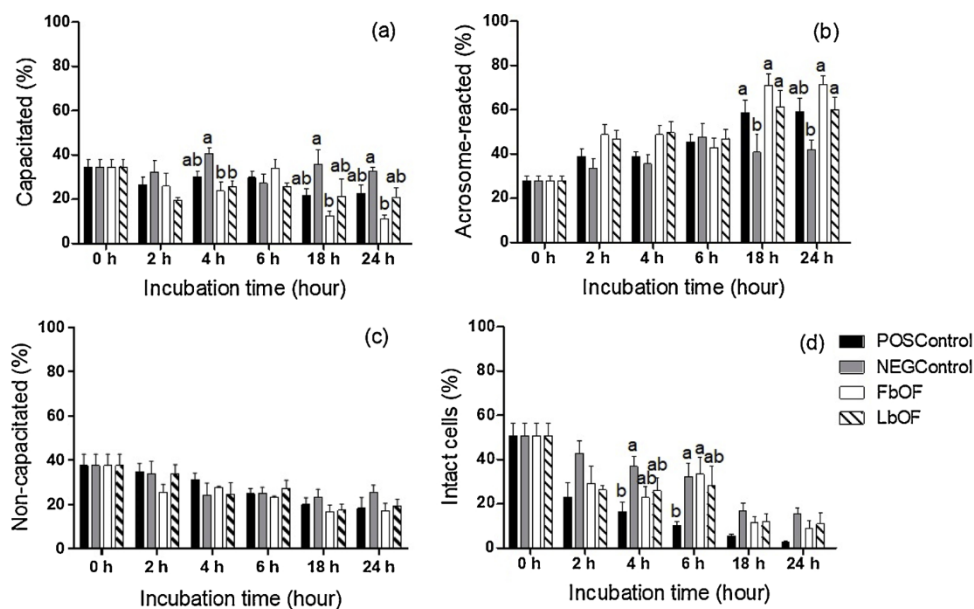 (a)
Capacitated (%)
100
80
60
40
20
0
ab a b b
ab a b ab
ab a b ab
0 h 2 h 4 h 6 h 18 h 24 h
Incubation time (hour)
(b)
Acrosome-reacted (%)
100
80
60
40
20
0
a b a a
ab b a a
0 h 2 h 4 h 6 h 18 h 24 h
Incubation time (hour)
(c)
Non-capacitated (%)
100
80
60
40
20
0
0 h 2 h 4 h 6 h 18 h 24 h
Incubation time (hour)
(d)
Intact cells (%)
100
80
60
40
20
0
b a ab ab
b a a ab
0 h 2 h 4 h 6 h 18 h 24 h
Incubation time (hour)
POSControl
NEGControl
FbOF
LbOF